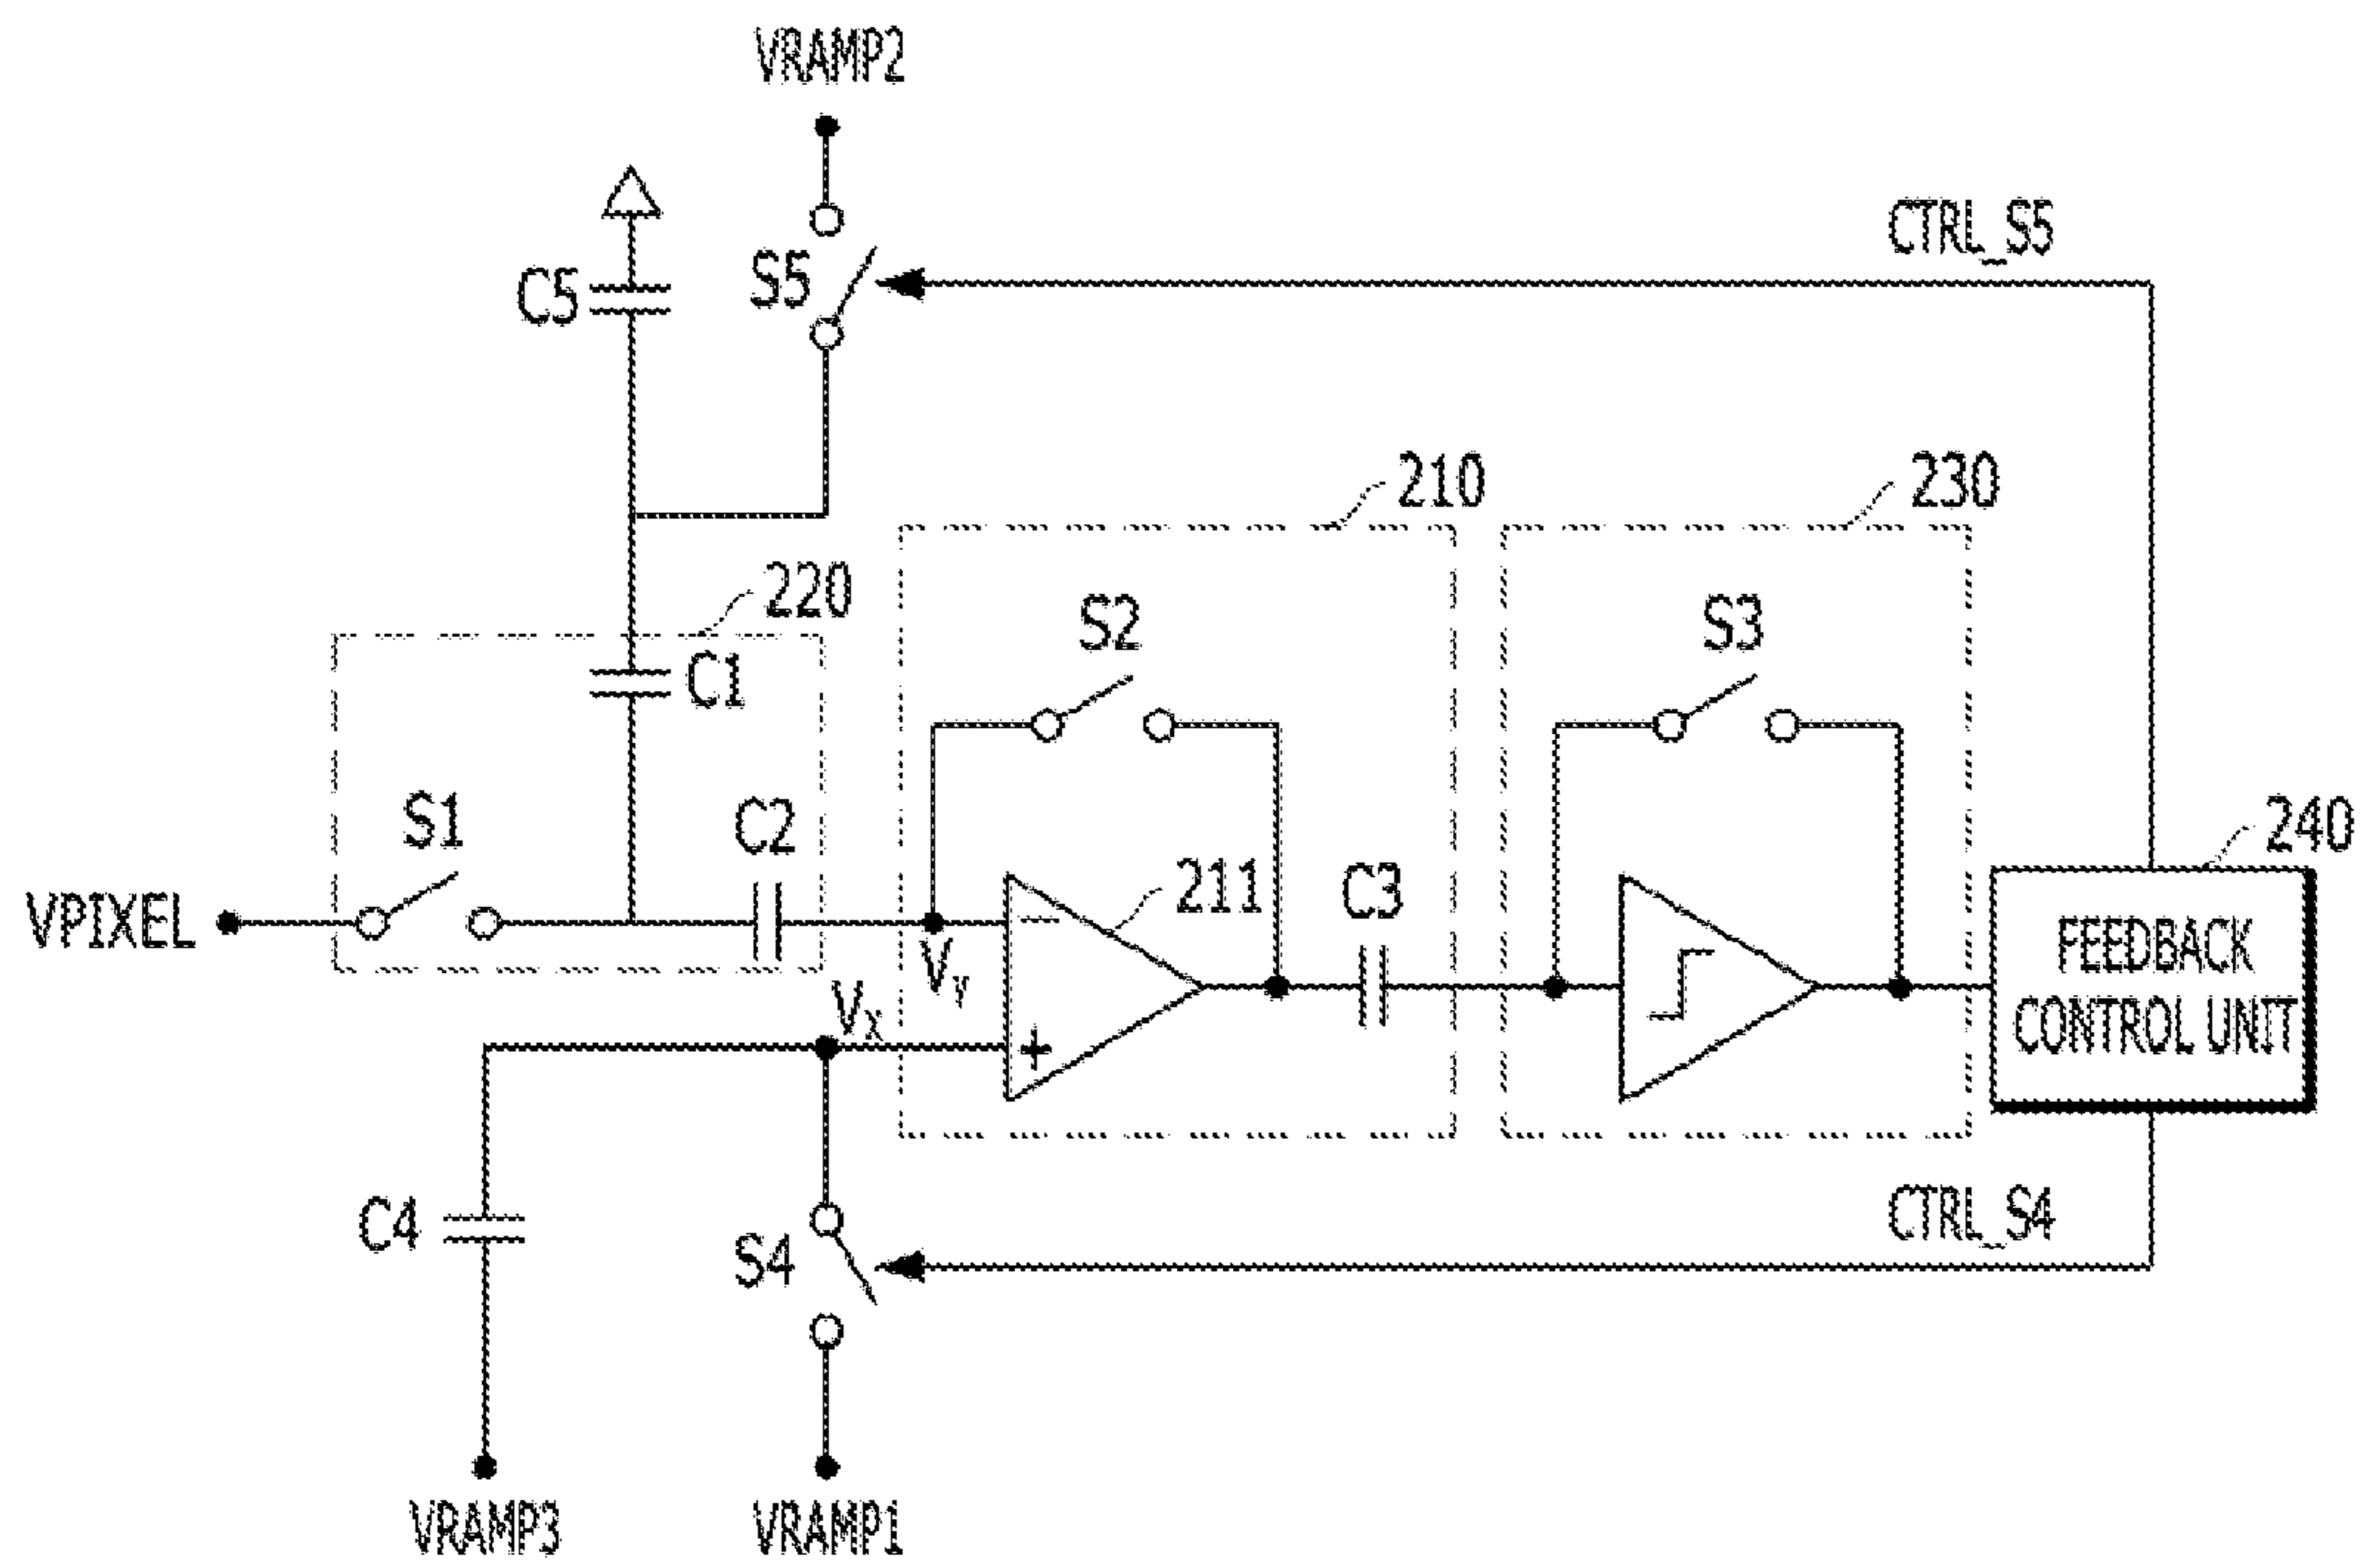 VRAMP2
CTRL_S5
C5
S5
210
230
220
S2
S3
C1
S1
C2
240
211
C3
VPIXEL
−
Vy
FEEDBACK
CONTROL UNIT
Vx
+
C4
S4
CTRL_S4
VRAMP3
VRAMP1